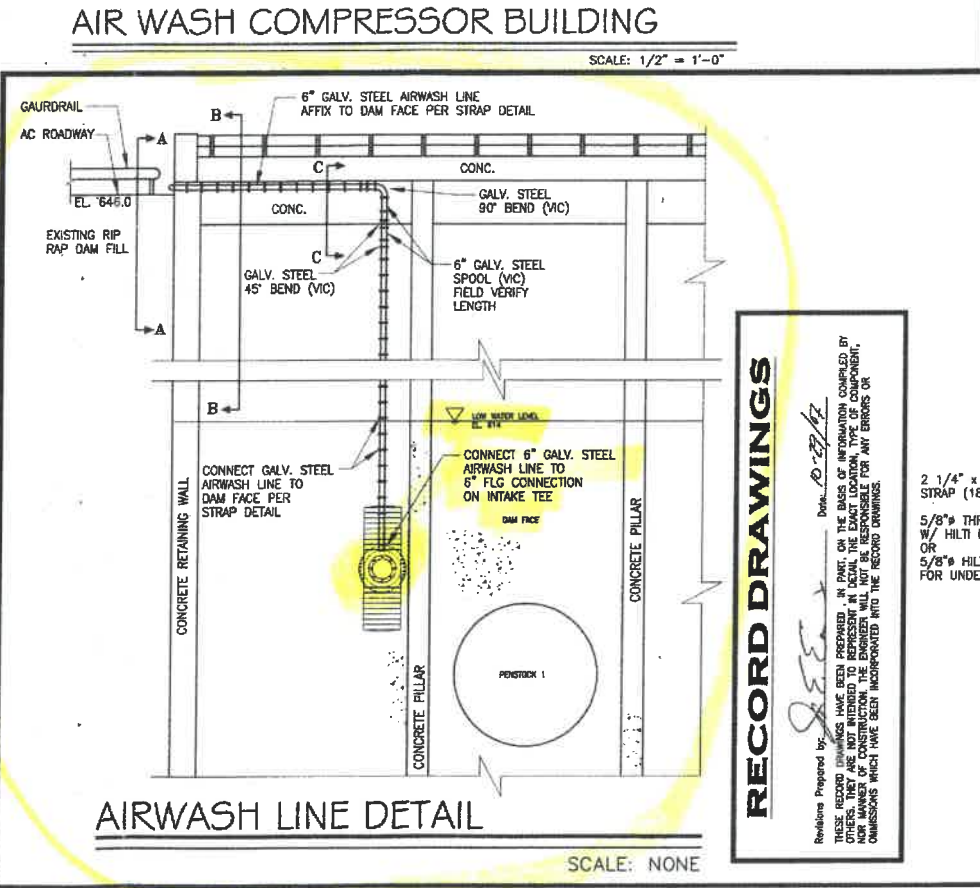 AIR WASH COMPRESSOR BUILDING
SCALE: 1/2" = 1'-0"
GAURDRAIL
AC ROADWAY
EL. 646.0
EXISTING RIP
RAP DAM FILL
6" GALV. STEEL AIRWASH LINE
AFFIX TO DAM FACE PER STRAP DETAIL
A
A
B
B
C
C
CONC.
CONC.
GALV. STEEL
90° BEND (VIC)
GALV. STEEL
45° BEND (VIC)
6" GALV. STEEL
SPOOL (VIC)
FIELD VERIFY
LENGTH
LOW WATER LEVEL
EL. 614
CONNECT GALV. STEEL
AIRWASH LINE TO
DAM FACE PER
STRAP DETAIL
CONNECT 6" GALV. STEEL
AIRWASH LINE TO
6" FLG CONNECTION
ON INTAKE TEE
DAM FACE
CONCRETE RETAINING WALL
CONCRETE PILLAR
CONCRETE PILLAR
PENSTOCK 1
AIRWASH LINE DETAIL
SCALE: NONE
RECORD DRAWINGS
Revisions Prepared by: Date: 10-29/07
THESE RECORD DRAWINGS HAVE BEEN PREPARED, IN PART, ON THE BASIS OF INFORMATION COMPILED BY
OTHERS. THEY ARE NOT INTENDED TO REPRESENT IN DETAIL THE EXACT LOCATION, TYPE OF COMPONENT,
NOR MANNER OF CONSTRUCTION. THE ENGINEER WILL NOT BE RESPONSIBLE FOR ANY ERRORS OR
OMMISSIONS WHICH HAVE BEEN INCORPORATED INTO THE RECORD DRAWINGS.
2 1/4" x
STRAP (18
5/8"ø THR
W/ HILTI (
OR
5/8"ø HIL
FOR UNDE